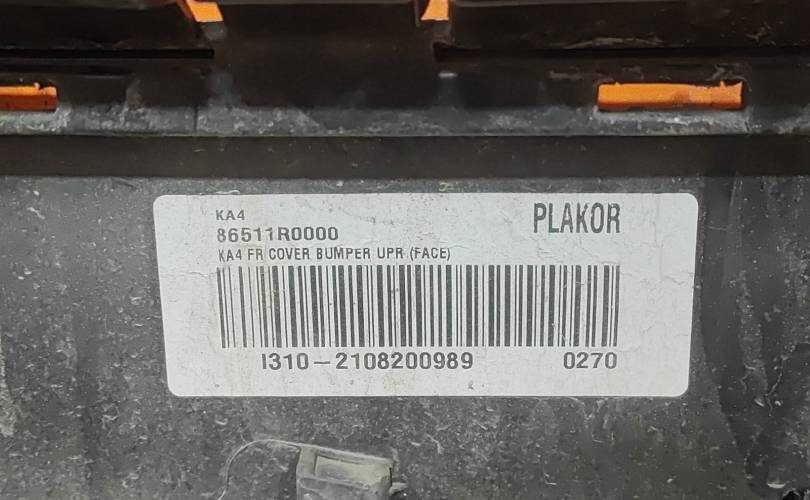 KA4
PLAKOR
86511R0000
KA4 FR COVER BUMPER UPR (FACE)
I310-2108200989 0270